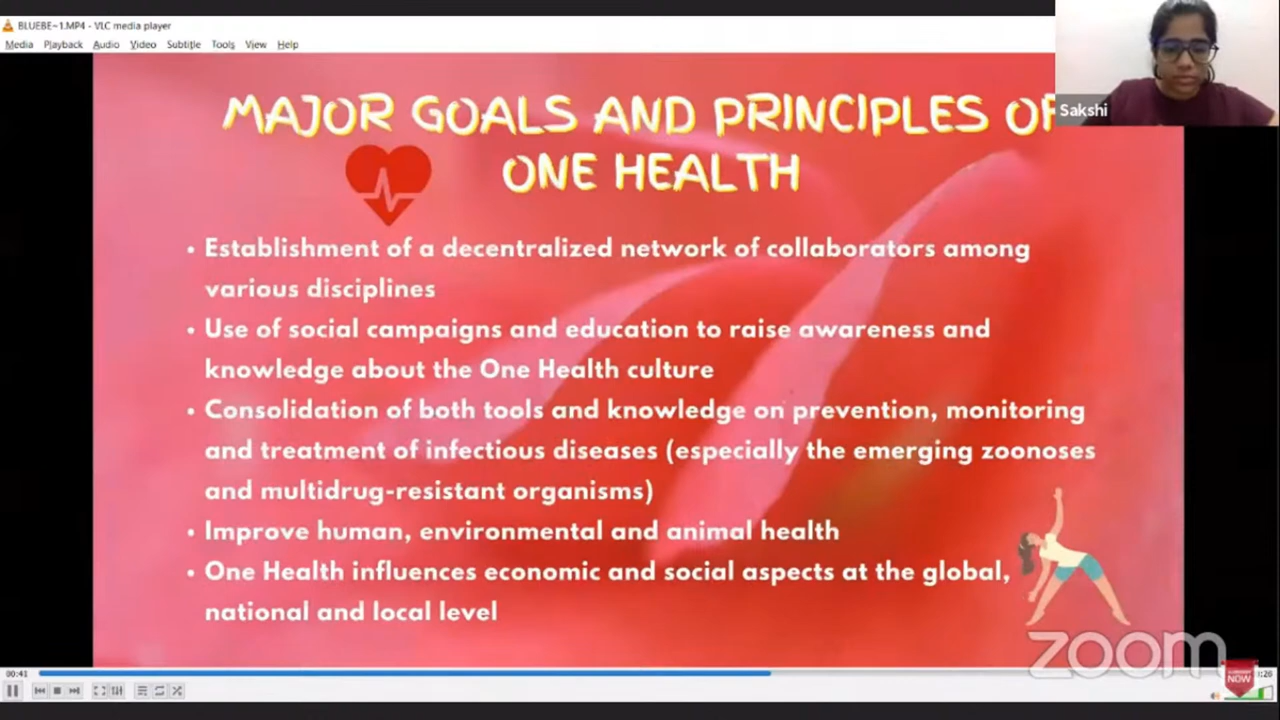 BLUEBE~1.MP4 - VLC media player
Media Playback Audio Video Subtitle Tools View Help
Sakshi
MAJOR GOALS AND PRINCIPLES OF
ONE HEALTH
• Establishment of a decentralized network of collaborators among
various disciplines
• Use of social campaigns and education to raise awareness and
knowledge about the One Health culture
• Consolidation of both tools and knowledge on prevention, monitoring
and treatment of infectious diseases (especially the emerging zoonoses
and multidrug-resistant organisms)
• Improve human, environmental and animal health
• One Health influences economic and social aspects at the global,
national and local level
zoom
00:41
NOW